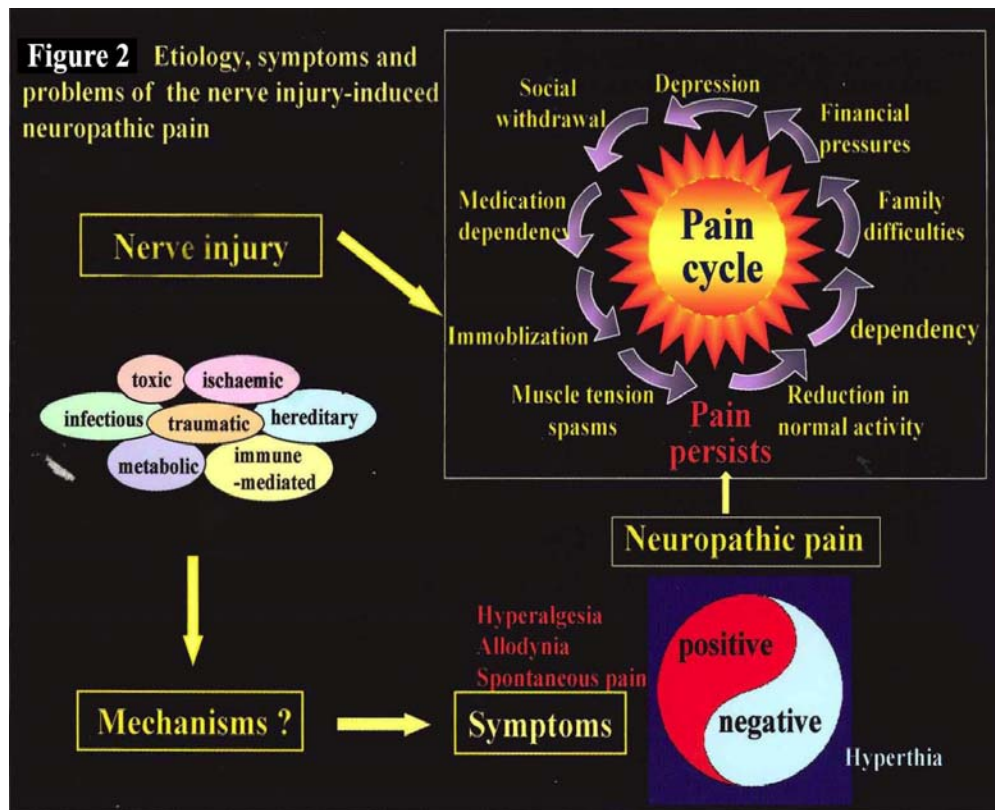 Figure 2 Etiology, symptoms and
problems of the nerve injury-induced
neuropathic pain
Nerve injury
toxic
ischaemic
infectious
traumatic
hereditary
metabolic
immune
-mediated
Mechanisms ?
Symptoms
Hyperalgesia
Allodynia
Spontaneous pain
positive
negative
Hyperthia
Neuropathic pain
Pain
persists
Reduction in
normal activity
dependency
Family
difficulties
Financial
pressures
Depression
Social
withdrawal
Medication
dependency
Immoblization
Muscle tension
spasms
Pain
cycle